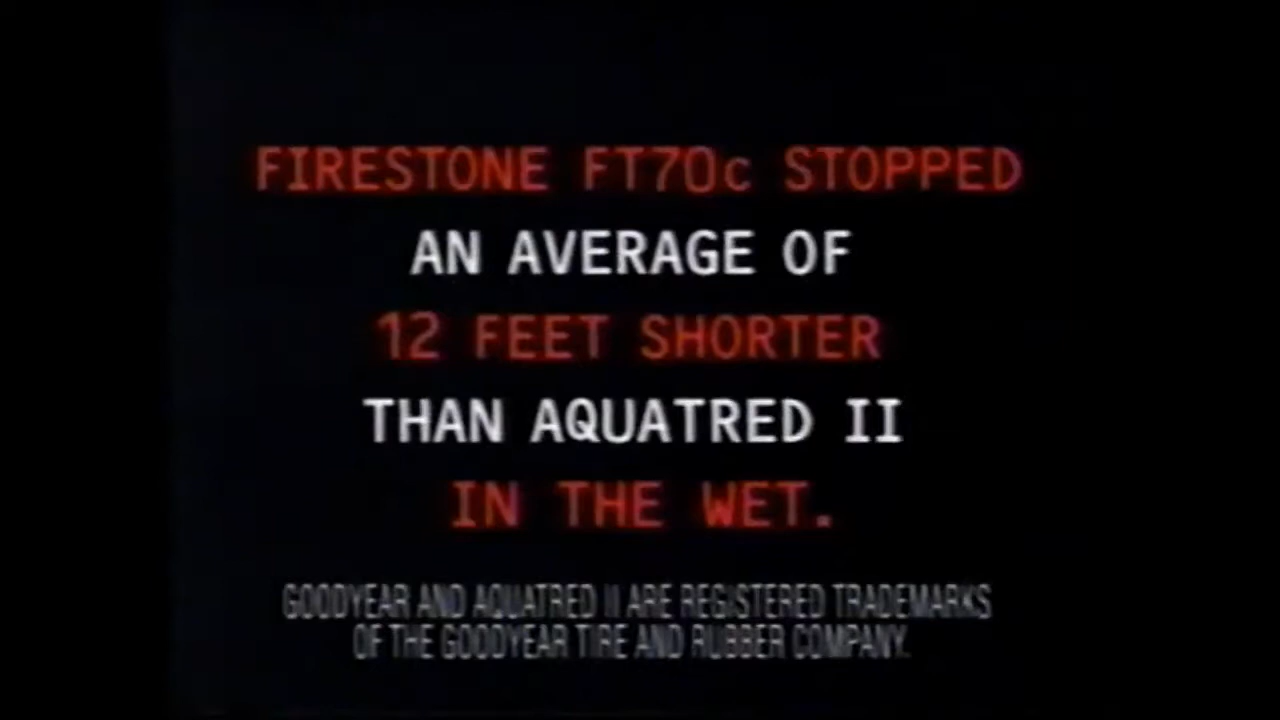 FIRESTONE FT70c STOPPED
AN AVERAGE OF
12 FEET SHORTER
THAN AQUATRED II
IN THE WET.
GOODYEAR AND AQUATRED II ARE REGISTERED TRADEMARKS
OF THE GOODYEAR TIRE AND RUBBER COMPANY.